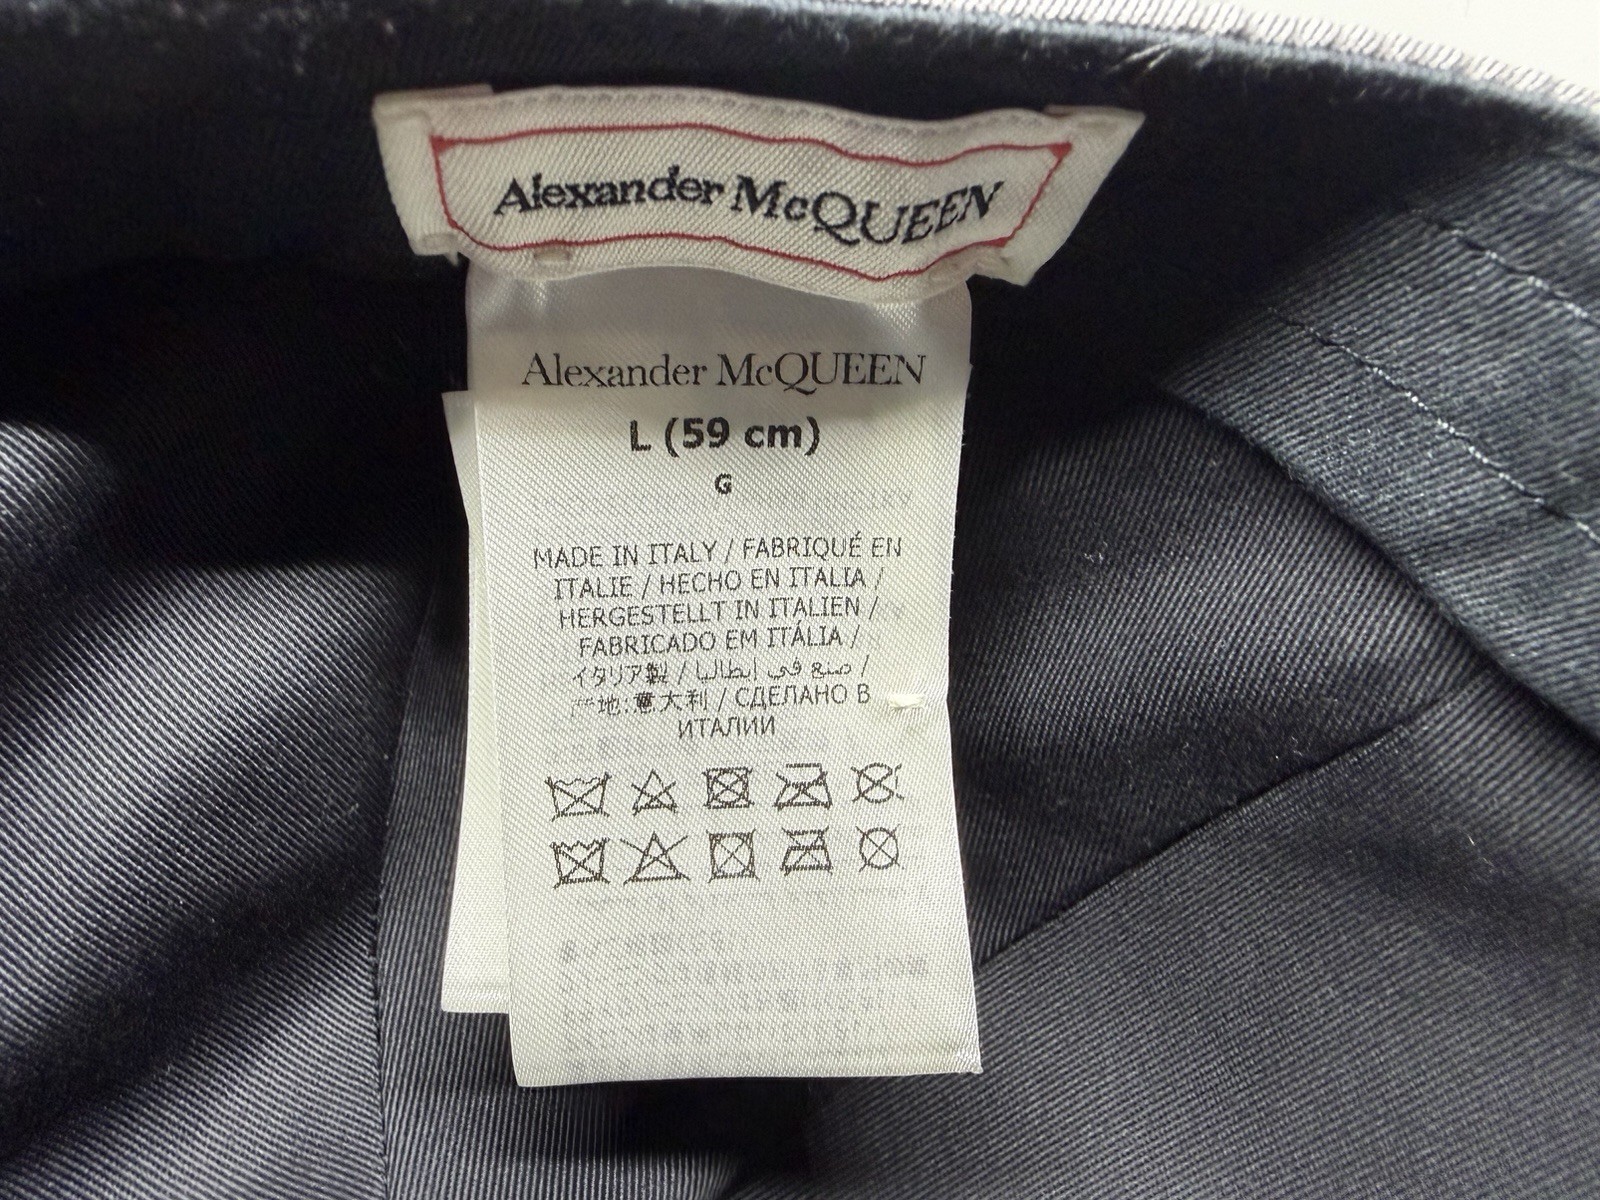 Alexander McQUEEN
Alexander McQUEEN
L (59 cm)
G
MADE IN ITALY / FABRIQUÉ EN
ITALIE / HECHO EN ITALIA /
HERGESTELLT IN ITALIEN /
FABRICADO EM ITÁLIA /
イタリア製 / صنع في إيطاليا /
地:意大利 / СДЕЛАНО В
ИТАЛИИ